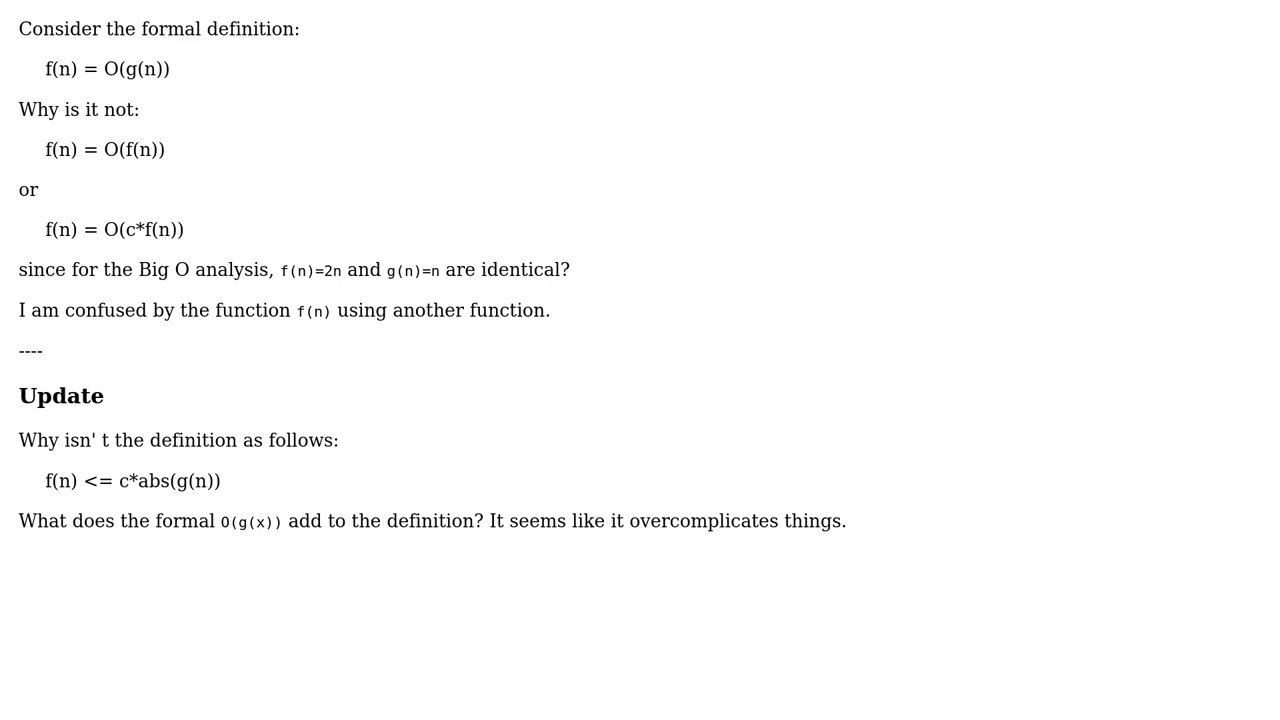 Consider the formal definition:
f(n) = O(g(n))
Why is it not:
f(n) = O(f(n))
or
f(n) = O(c*f(n))
since for the Big O analysis, f(n)=2n and g(n)=n are identical?
I am confused by the function f(n) using another function.
----
Update
Why isn' t the definition as follows:
f(n) <= c*abs(g(n))
What does the formal O(g(x)) add to the definition? It seems like it overcomplicates things.